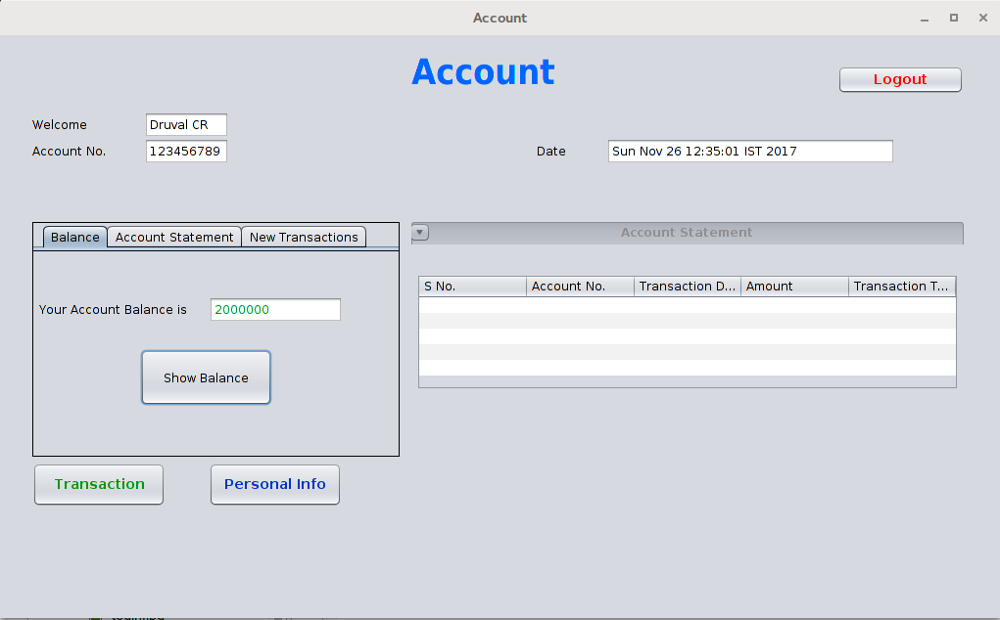 Account
Account
Logout
Welcome
Druval CR
Account No.
123456789
Date
Sun Nov 26 12:35:01 IST 2017
Balance
Account Statement
New Transactions
Account Statement
S No.
Account No.
Transaction D...
Amount
Transaction T...
Your Account Balance is
2000000
Show Balance
Transaction
Personal Info